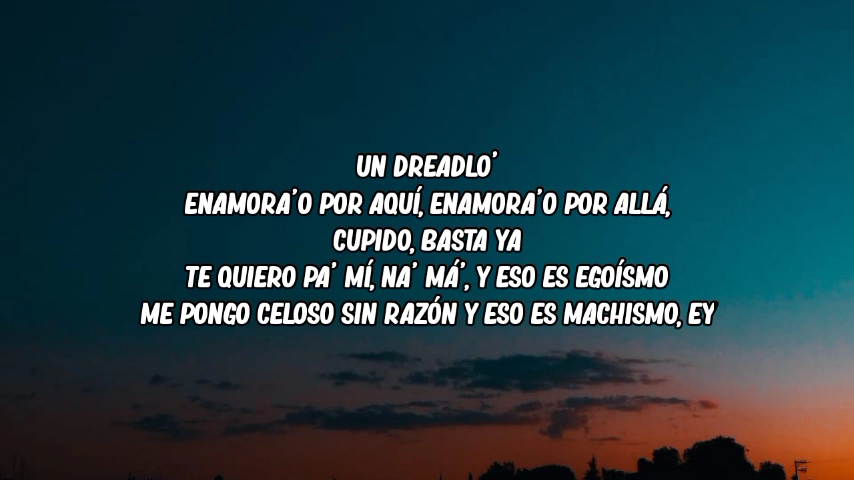 UN DREADLO'
ENAMORA'O POR AQUÍ, ENAMORA'O POR ALLÁ,
CUPIDO, BASTA YA
TE QUIERO PA' MÍ, NA' MÁ', Y ESO ES EGOÍSMO
ME PONGO CELOSO SIN RAZÓN Y ESO ES MACHISMO, EY